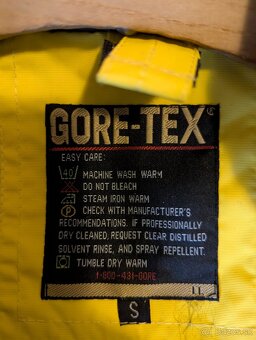 GORE-TEX
EASY CARE:
40 MACHINE WASH WARM
DO NOT BLEACH
STEAM IRON WARM
P CHECK WITH MANUFACTURER'S
RECOMMENDATIONS. IF PROFESSIONALLY
DRY CLEANED, REQUEST CLEAR DISTILLED
SOLVENT RINSE, AND SPRAY REPELLENT.
TUMBLE DRY WARM
1-800-431-GORE
S